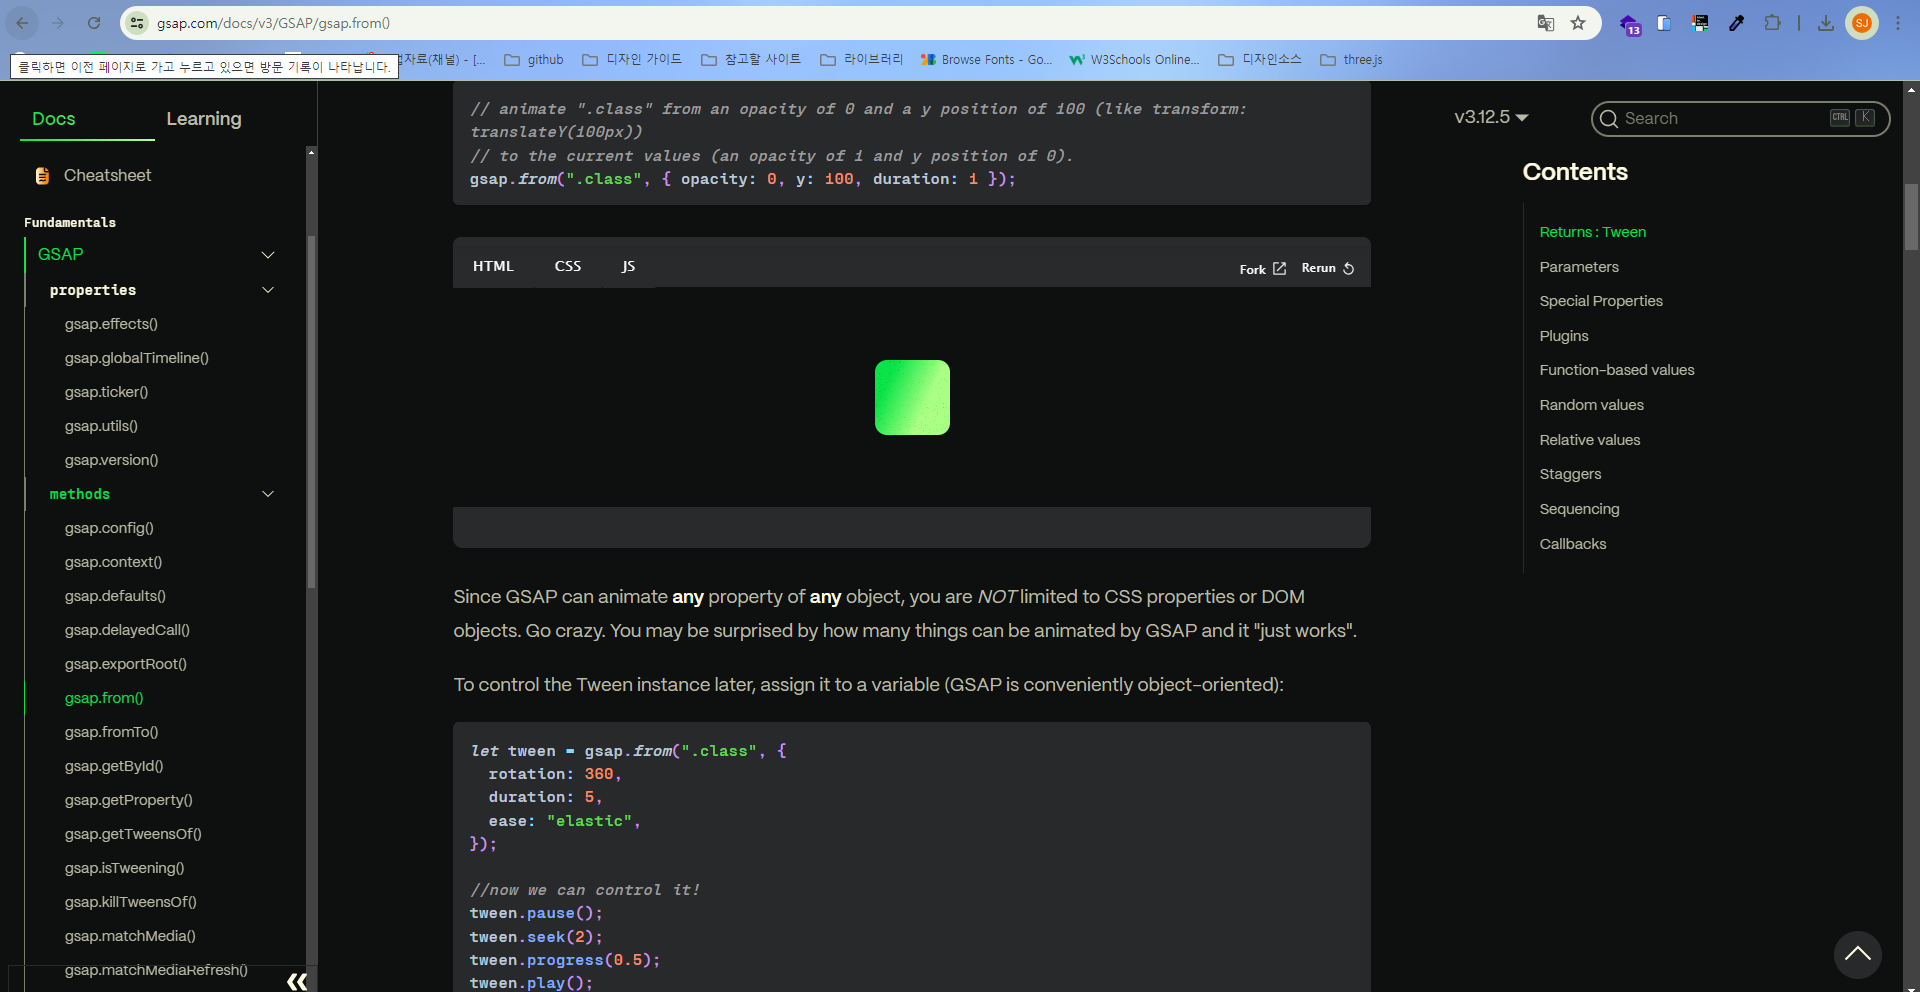 gsap.com/docs/v3/GSAP/gsap.from()
13
SJ
클릭하면 이전 페이지로 가고 누르고 있으면 방문 기록이 나타납니다.
업자료(채널) - [...
github
디자인 가이드
참고할 사이트
라이브러리
Browse Fonts - Go...
W3Schools Online...
디자인소스
three.js
Docs
Learning
Cheatsheet
Fundamentals
GSAP
properties
gsap.effects()
gsap.globalTimeline()
gsap.ticker()
gsap.utils()
gsap.version()
methods
gsap.config()
gsap.context()
gsap.defaults()
gsap.delayedCall()
gsap.exportRoot()
gsap.from()
gsap.fromTo()
gsap.getById()
gsap.getProperty()
gsap.getTweensOf()
gsap.isTweening()
gsap.killTweensOf()
gsap.matchMedia()
gsap.matchMediaRefresh()
// animate ".class" from an opacity of 0 and a y position of 100 (like transform:
translateY(100px))
// to the current values (an opacity of 1 and y position of 0).
gsap.from(".class", { opacity: 0, y: 100, duration: 1 });
HTML
CSS
JS
Fork
Rerun
Since GSAP can animate any property of any object, you are NOT limited to CSS properties or DOM
objects. Go crazy. You may be surprised by how many things can be animated by GSAP and it "just works".
To control the Tween instance later, assign it to a variable (GSAP is conveniently object-oriented):
let tween = gsap.from(".class", {
rotation: 360,
duration: 5,
ease: "elastic",
});
//now we can control it!
tween.pause();
tween.seek(2);
tween.progress(0.5);
tween.play();
v3.12.5
Search
CTRL
K
Contents
Returns : Tween
Parameters
Special Properties
Plugins
Function-based values
Random values
Relative values
Staggers
Sequencing
Callbacks